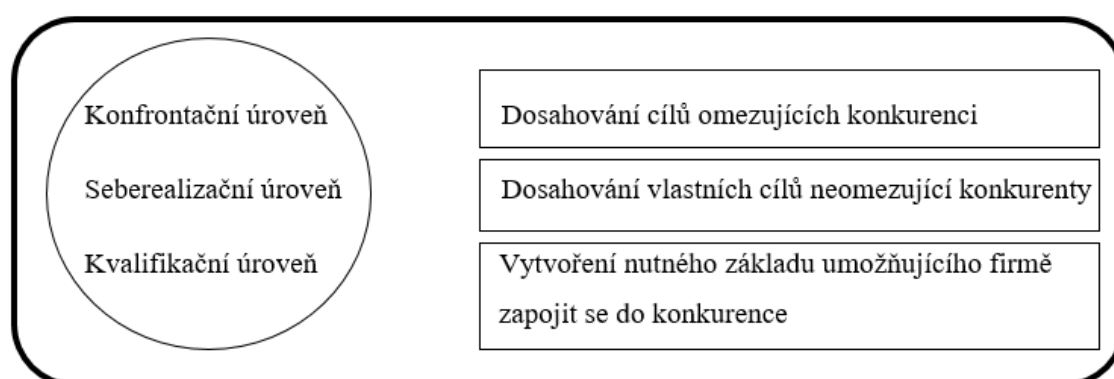 Konfrontační úroveň
Dosahování cílů omezujících konkurenci
Seberealizační úroveň
Dosahování vlastních cílů neomezující konkurenty
Kvalifikační úroveň
Vytvoření nutného základu umožňujícího firmě
zapojit se do konkurence